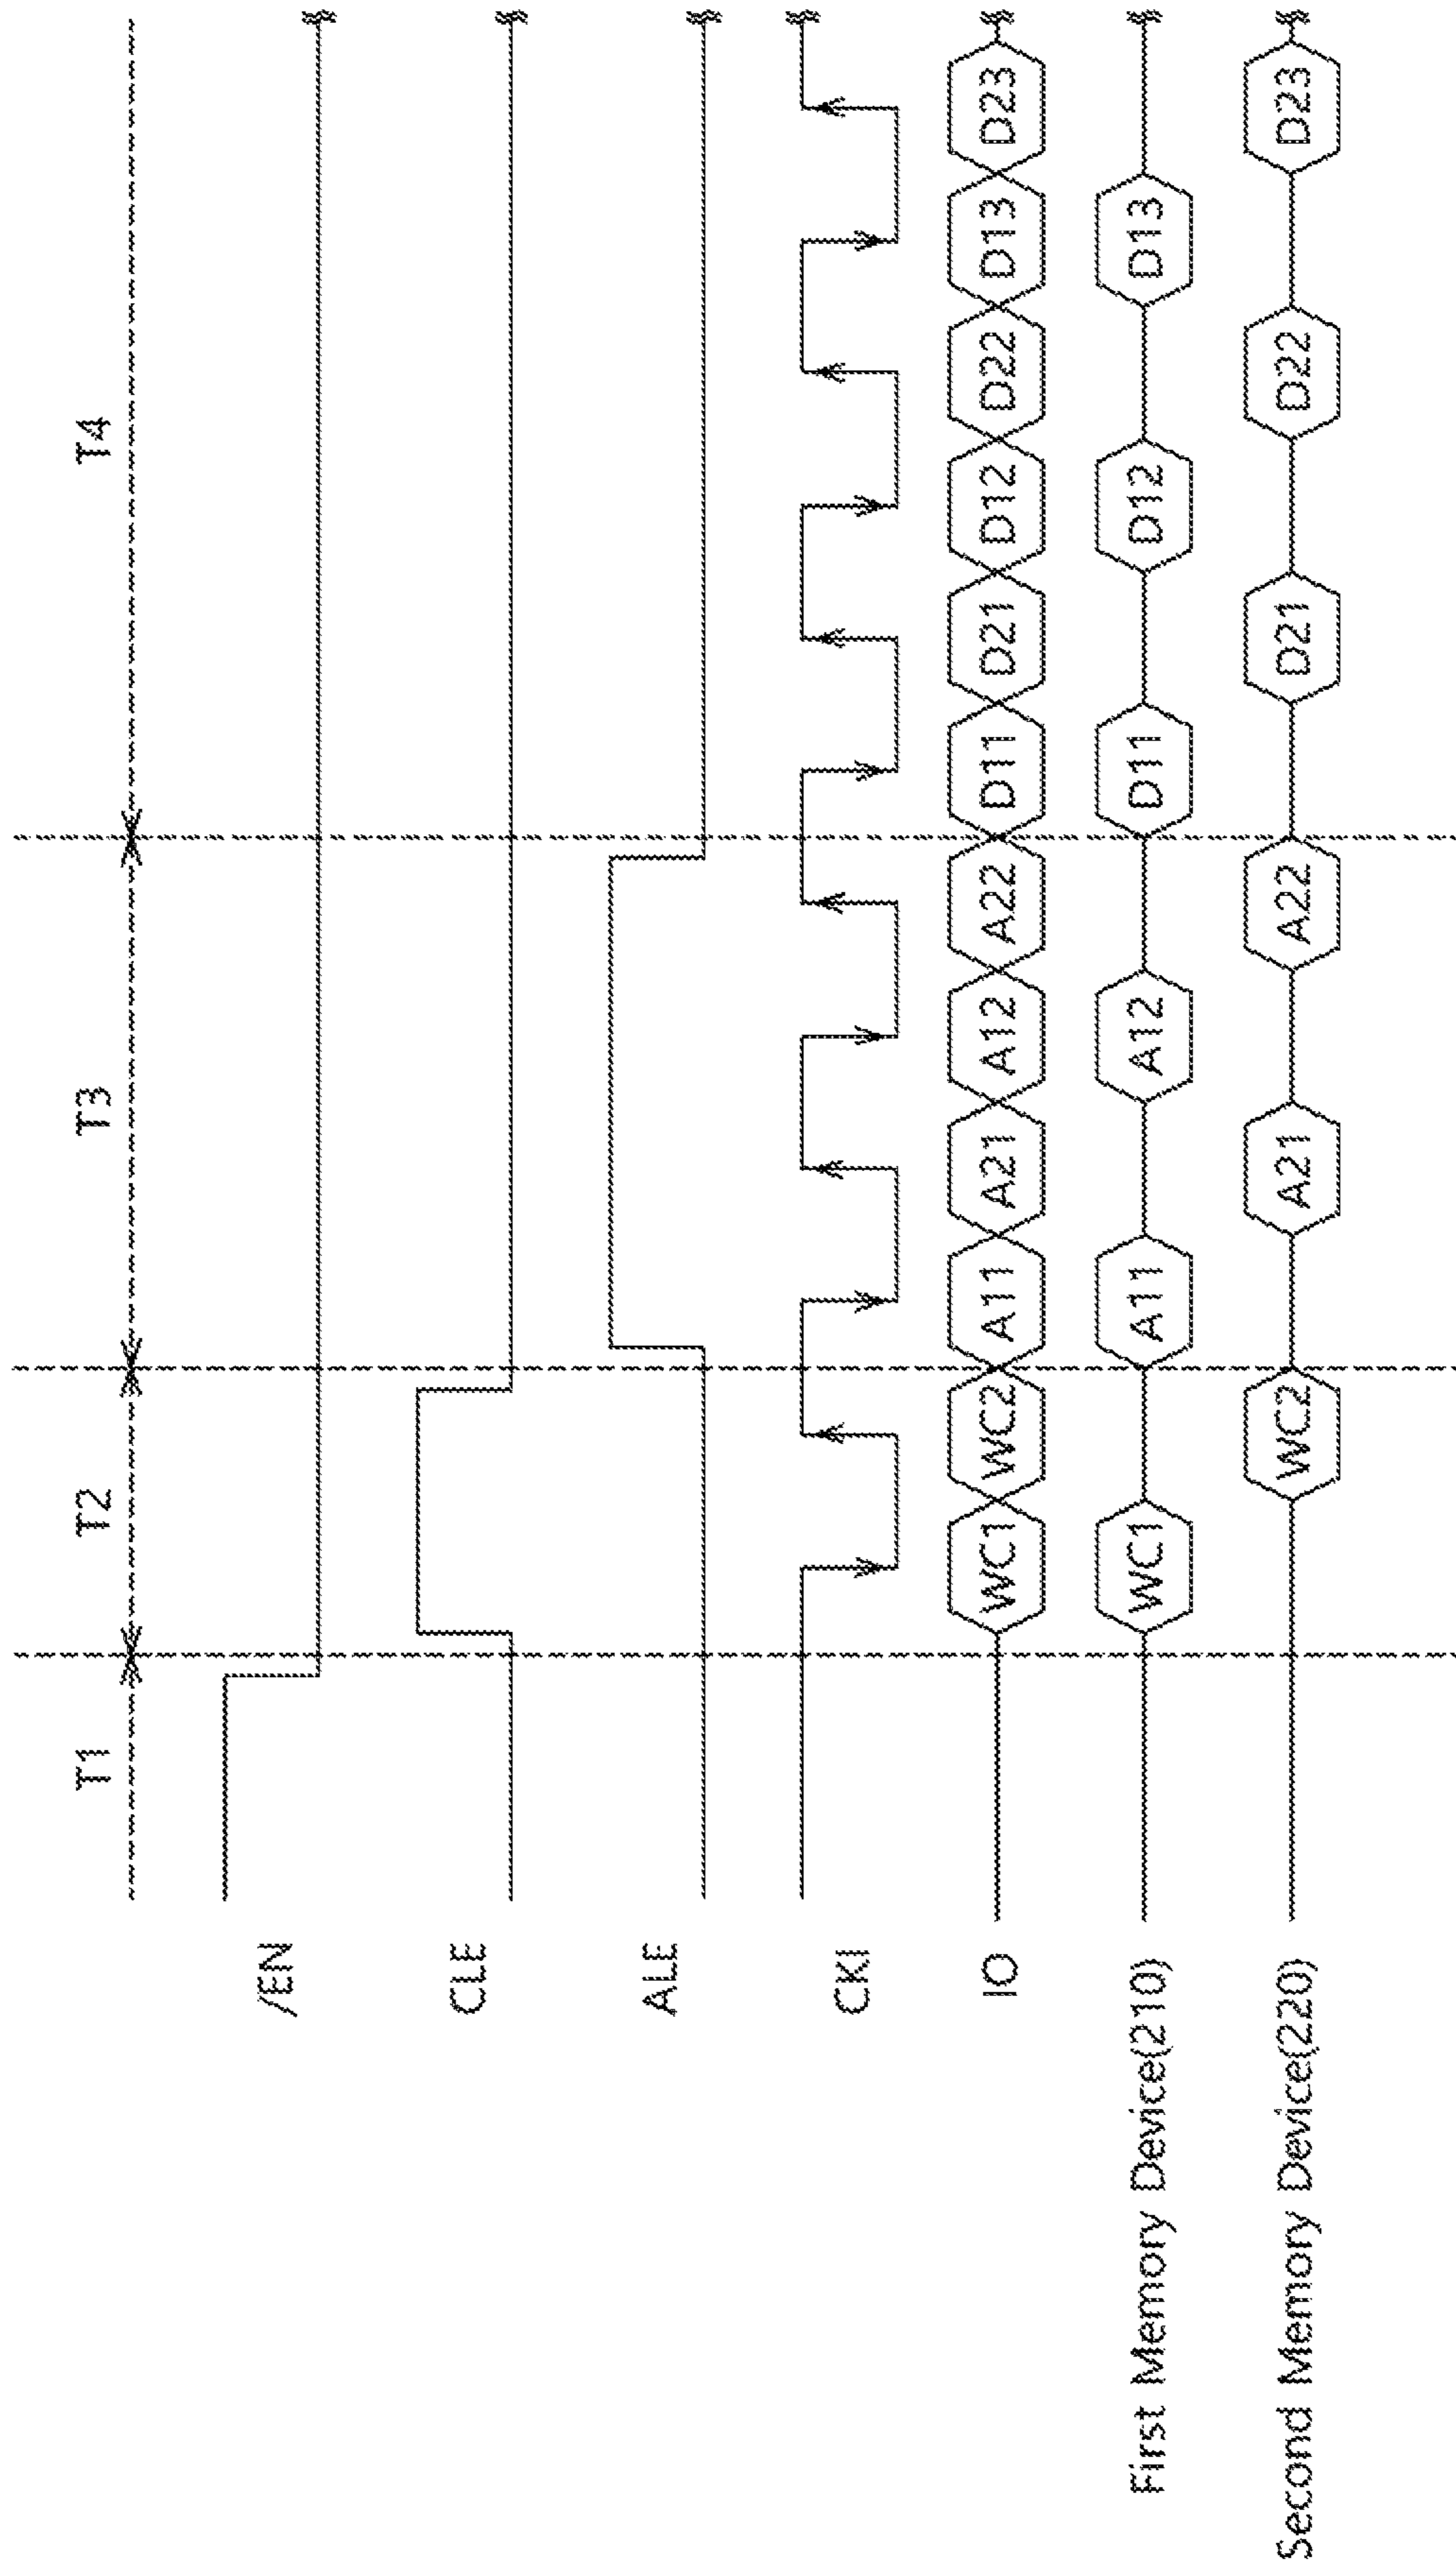 T1 T2 T3 T4
/EN
CLE
ALE
CKI
IO WC1 WC2 A11 A21 A12 A22 D11 D21 D12 D22 D13 D23
First Memory Device(210) WC1 A11 A12 D11 D12 D13
Second Memory Device(220) WC2 A21 A22 D21 D22 D23